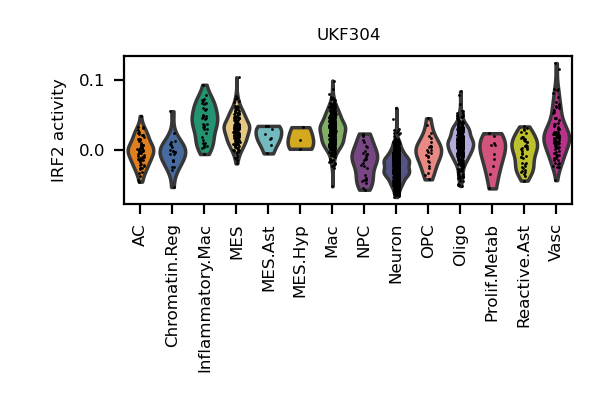 UKF304
IRF2 activity
0.1
0.0
AC
Chromatin.Reg
Inflammatory.Mac
MES
MES.Ast
MES.Hyp
Mac
NPC
Neuron
OPC
Oligo
Prolif.Metab
Reactive.Ast
Vasc